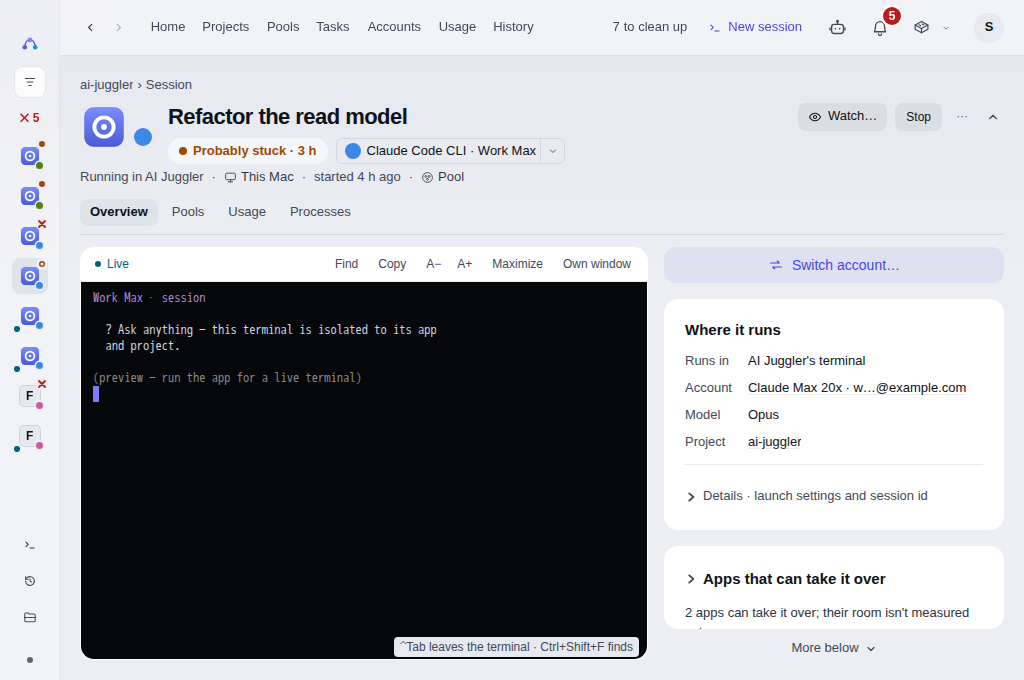 Home Projects Pools Tasks Accounts Usage History 7 to clean up New session 5 S
5
F
F
ai-juggler › Session
Refactor the read model
Watch… Stop ···
Probably stuck · 3 h Claude Code CLI · Work Max
Running in AI Juggler · This Mac · started 4 h ago · Pool
Overview Pools Usage Processes
Live Find Copy A− A+ Maximize Own window
Work Max · session
? Ask anything — this terminal is isolated to its app
and project.
(preview — run the app for a live terminal)
^Tab leaves the terminal · Ctrl+Shift+F finds
Switch account…
Where it runs
Runs in AI Juggler's terminal
Account Claude Max 20x · w…@example.com
Model Opus
Project ai-juggler
Details · launch settings and session id
Apps that can take it over
2 apps can take it over; their room isn't measured
More below